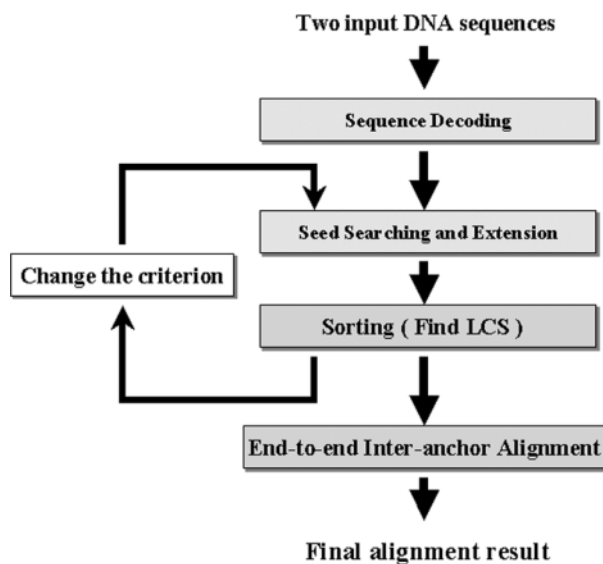 Two input DNA sequences
Sequence Decoding
Seed Searching and Extension
Change the criterion
Sorting ( Find LCS )
End-to-end Inter-anchor Alignment
Final alignment result